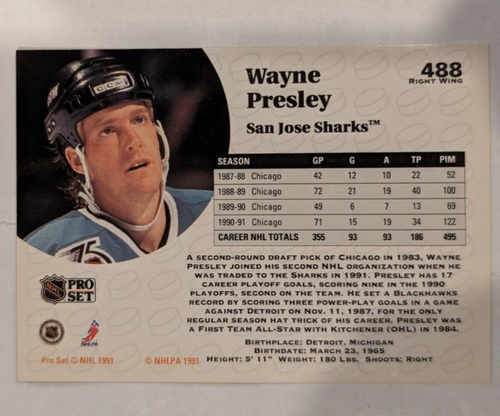 Wayne
Presley
488
RIGHT WING
San Jose Sharks™
SEASON GP G A TP PIM
1987-88 Chicago 42 12 10 22 52
1988-89 Chicago 72 21 19 40 100
1989-90 Chicago 49 6 7 13 69
1990-91 Chicago 71 15 19 34 122
CAREER NHL TOTALS 355 93 93 186 495
A SECOND-ROUND DRAFT PICK OF CHICAGO IN 1983, WAYNE
PRESLEY JOINED HIS SECOND NHL ORGANIZATION WHEN HE
WAS TRADED TO THE SHARKS IN 1991. PRESLEY HAS 17
CAREER PLAYOFF GOALS, SCORING NINE IN THE 1990
PLAYOFFS, SECOND ON THE TEAM. HE SET A BLACKHAWKS
RECORD BY SCORING THREE POWER-PLAY GOALS IN A GAME
AGAINST DETROIT ON NOV. 11, 1987, FOR THE ONLY
REGULAR SEASON HAT TRICK OF HIS CAREER. PRESLEY WAS
A FIRST TEAM ALL-STAR WITH KITCHENER (OHL) IN 1984.
BIRTHPLACE: DETROIT, MICHIGAN
BIRTHDATE: MARCH 23, 1965
HEIGHT: 5' 11" WEIGHT: 180 LBS. SHOOTS: RIGHT
CCM
75
NHL
PRO
SET
NHLPA
Pro Set © NHL 1991
© NHLPA 1991